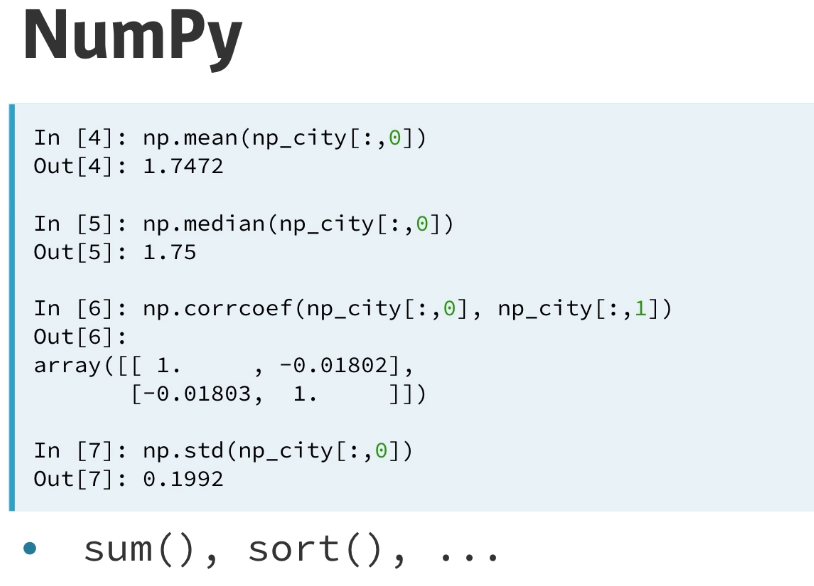 NumPy
In [4]: np.mean(np_city[:,0])
Out[4]: 1.7472
In [5]: np.median(np_city[:,0])
Out[5]: 1.75
In [6]: np.corrcoef(np_city[:,0], np_city[:,1])
Out[6]:
array([[ 1.     , -0.01802],
       [-0.01803,  1.     ]])
In [7]: np.std(np_city[:,0])
Out[7]: 0.1992
• sum(), sort(), ...